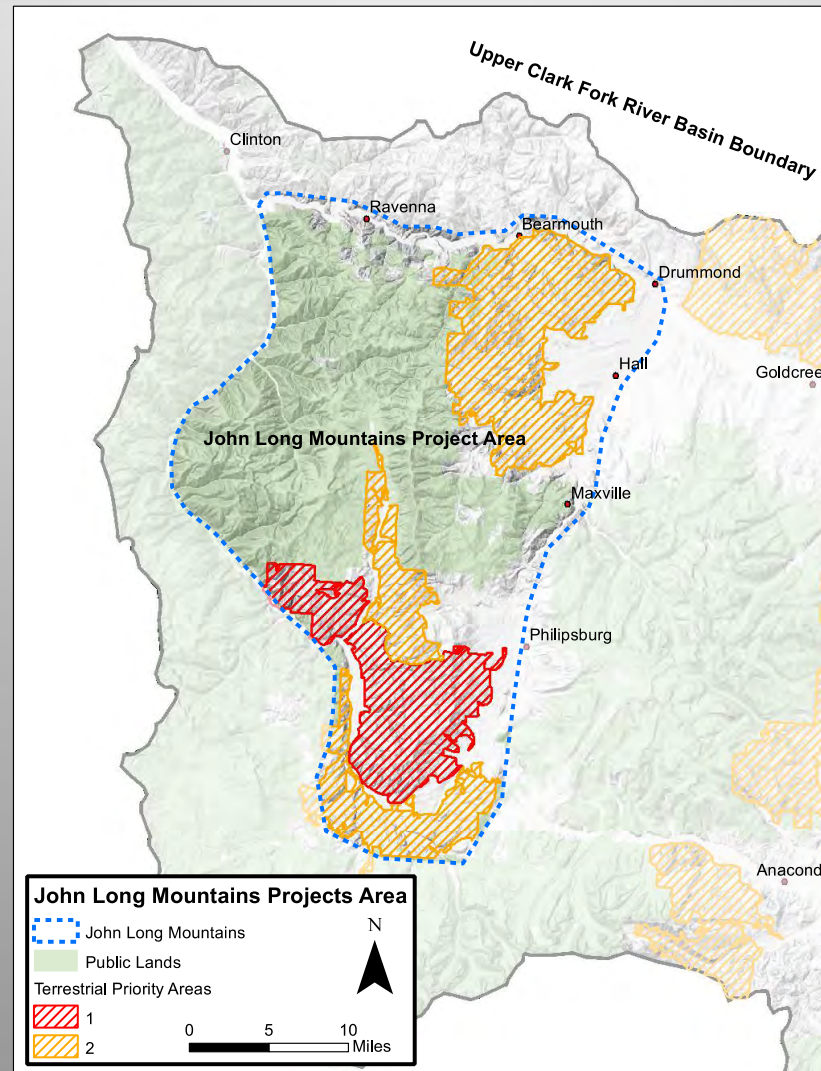 Upper Clark Fork River Basin Boundary
Clinton
Ravenna
Bearmouth
Drummond
Hall
Goldcree
John Long Mountains Project Area
Maxville
Philipsburg
Anacond
John Long Mountains Projects Area
John Long Mountains
Public Lands
Terrestrial Priority Areas
1
2
N
0 5 10
Miles